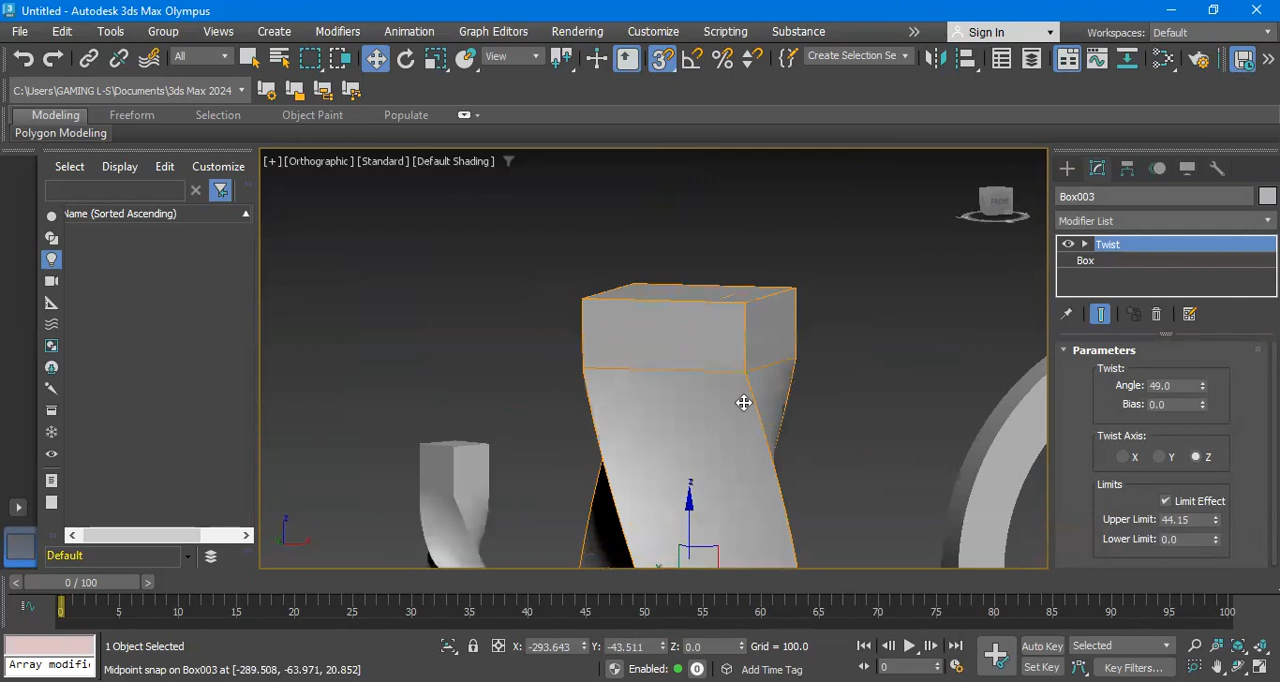 Untitled - Autodesk 3ds Max Olympus
File Edit Tools Group Views Create Modifiers Animation Graph Editors Rendering Customize Scripting Substance Sign In Workspaces: Default
All View Create Selection Se
C:\Users\GAMING L-S\Documents\3ds Max 2024
Modeling Freeform Selection Object Paint Populate
Polygon Modeling
Select Display Edit Customize
[+] [Orthographic] [Standard] [Default Shading]
Box003
Name (Sorted Ascending)
Modifier List
FRONT
Twist
Box
Parameters
Twist:
Angle: 49.0
Bias: 0.0
Twist Axis:
X Y Z
Limits
Limit Effect
Upper Limit: 44.15
Lower Limit: 0.0
z
z
Default
0 / 100
0 5 10 15 20 25 30 35 40 45 50 55 60 65 70 75 80 85 90 95 100
1 Object Selected X: -293.643 Y: -43.511 Z: 0.0 Grid = 100.0 Auto Key Selected
Array modifi Midpoint snap on Box003 at [-289.508, -63.971, 20.852] Enabled: 0 Add Time Tag 0 Set Key Key Filters...